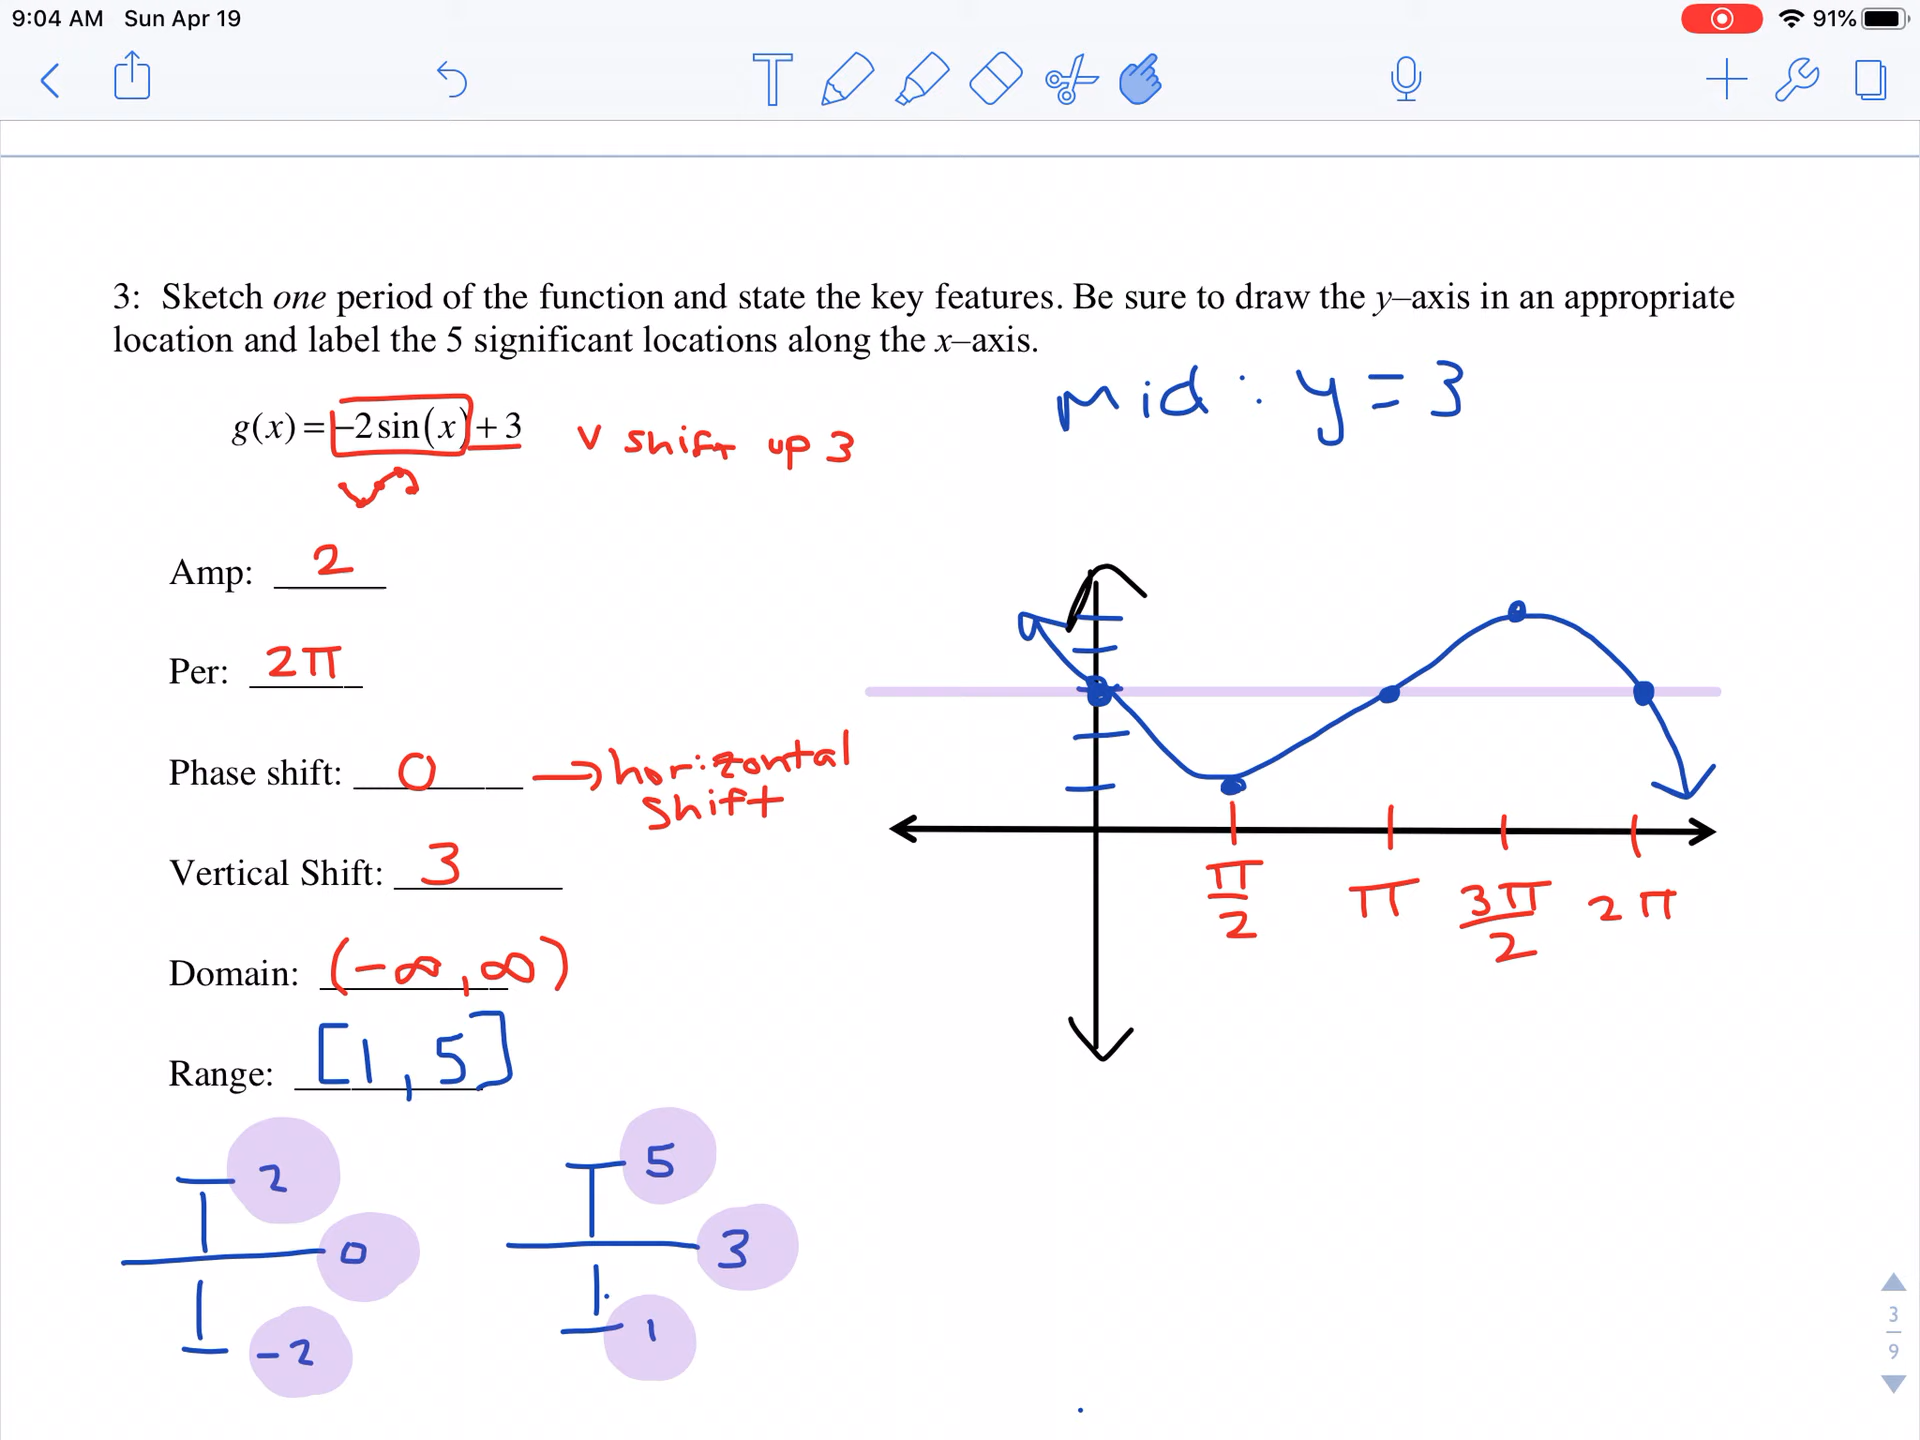 9:04 AM Sun Apr 19
91%
3: Sketch one period of the function and state the key features. Be sure to draw the y–axis in an appropriate
location and label the 5 significant locations along the x–axis.
mid: y = 3
g(x) = −2sin(x) + 3
v shift up 3
Amp: 2
Per: 2π
Phase shift: 0 → horizontal
shift
Vertical Shift: 3
Domain: (-∞, ∞)
Range: [1, 5]
π/2 π 3π/2 2π
2
0
-2
5
3
1
3
9